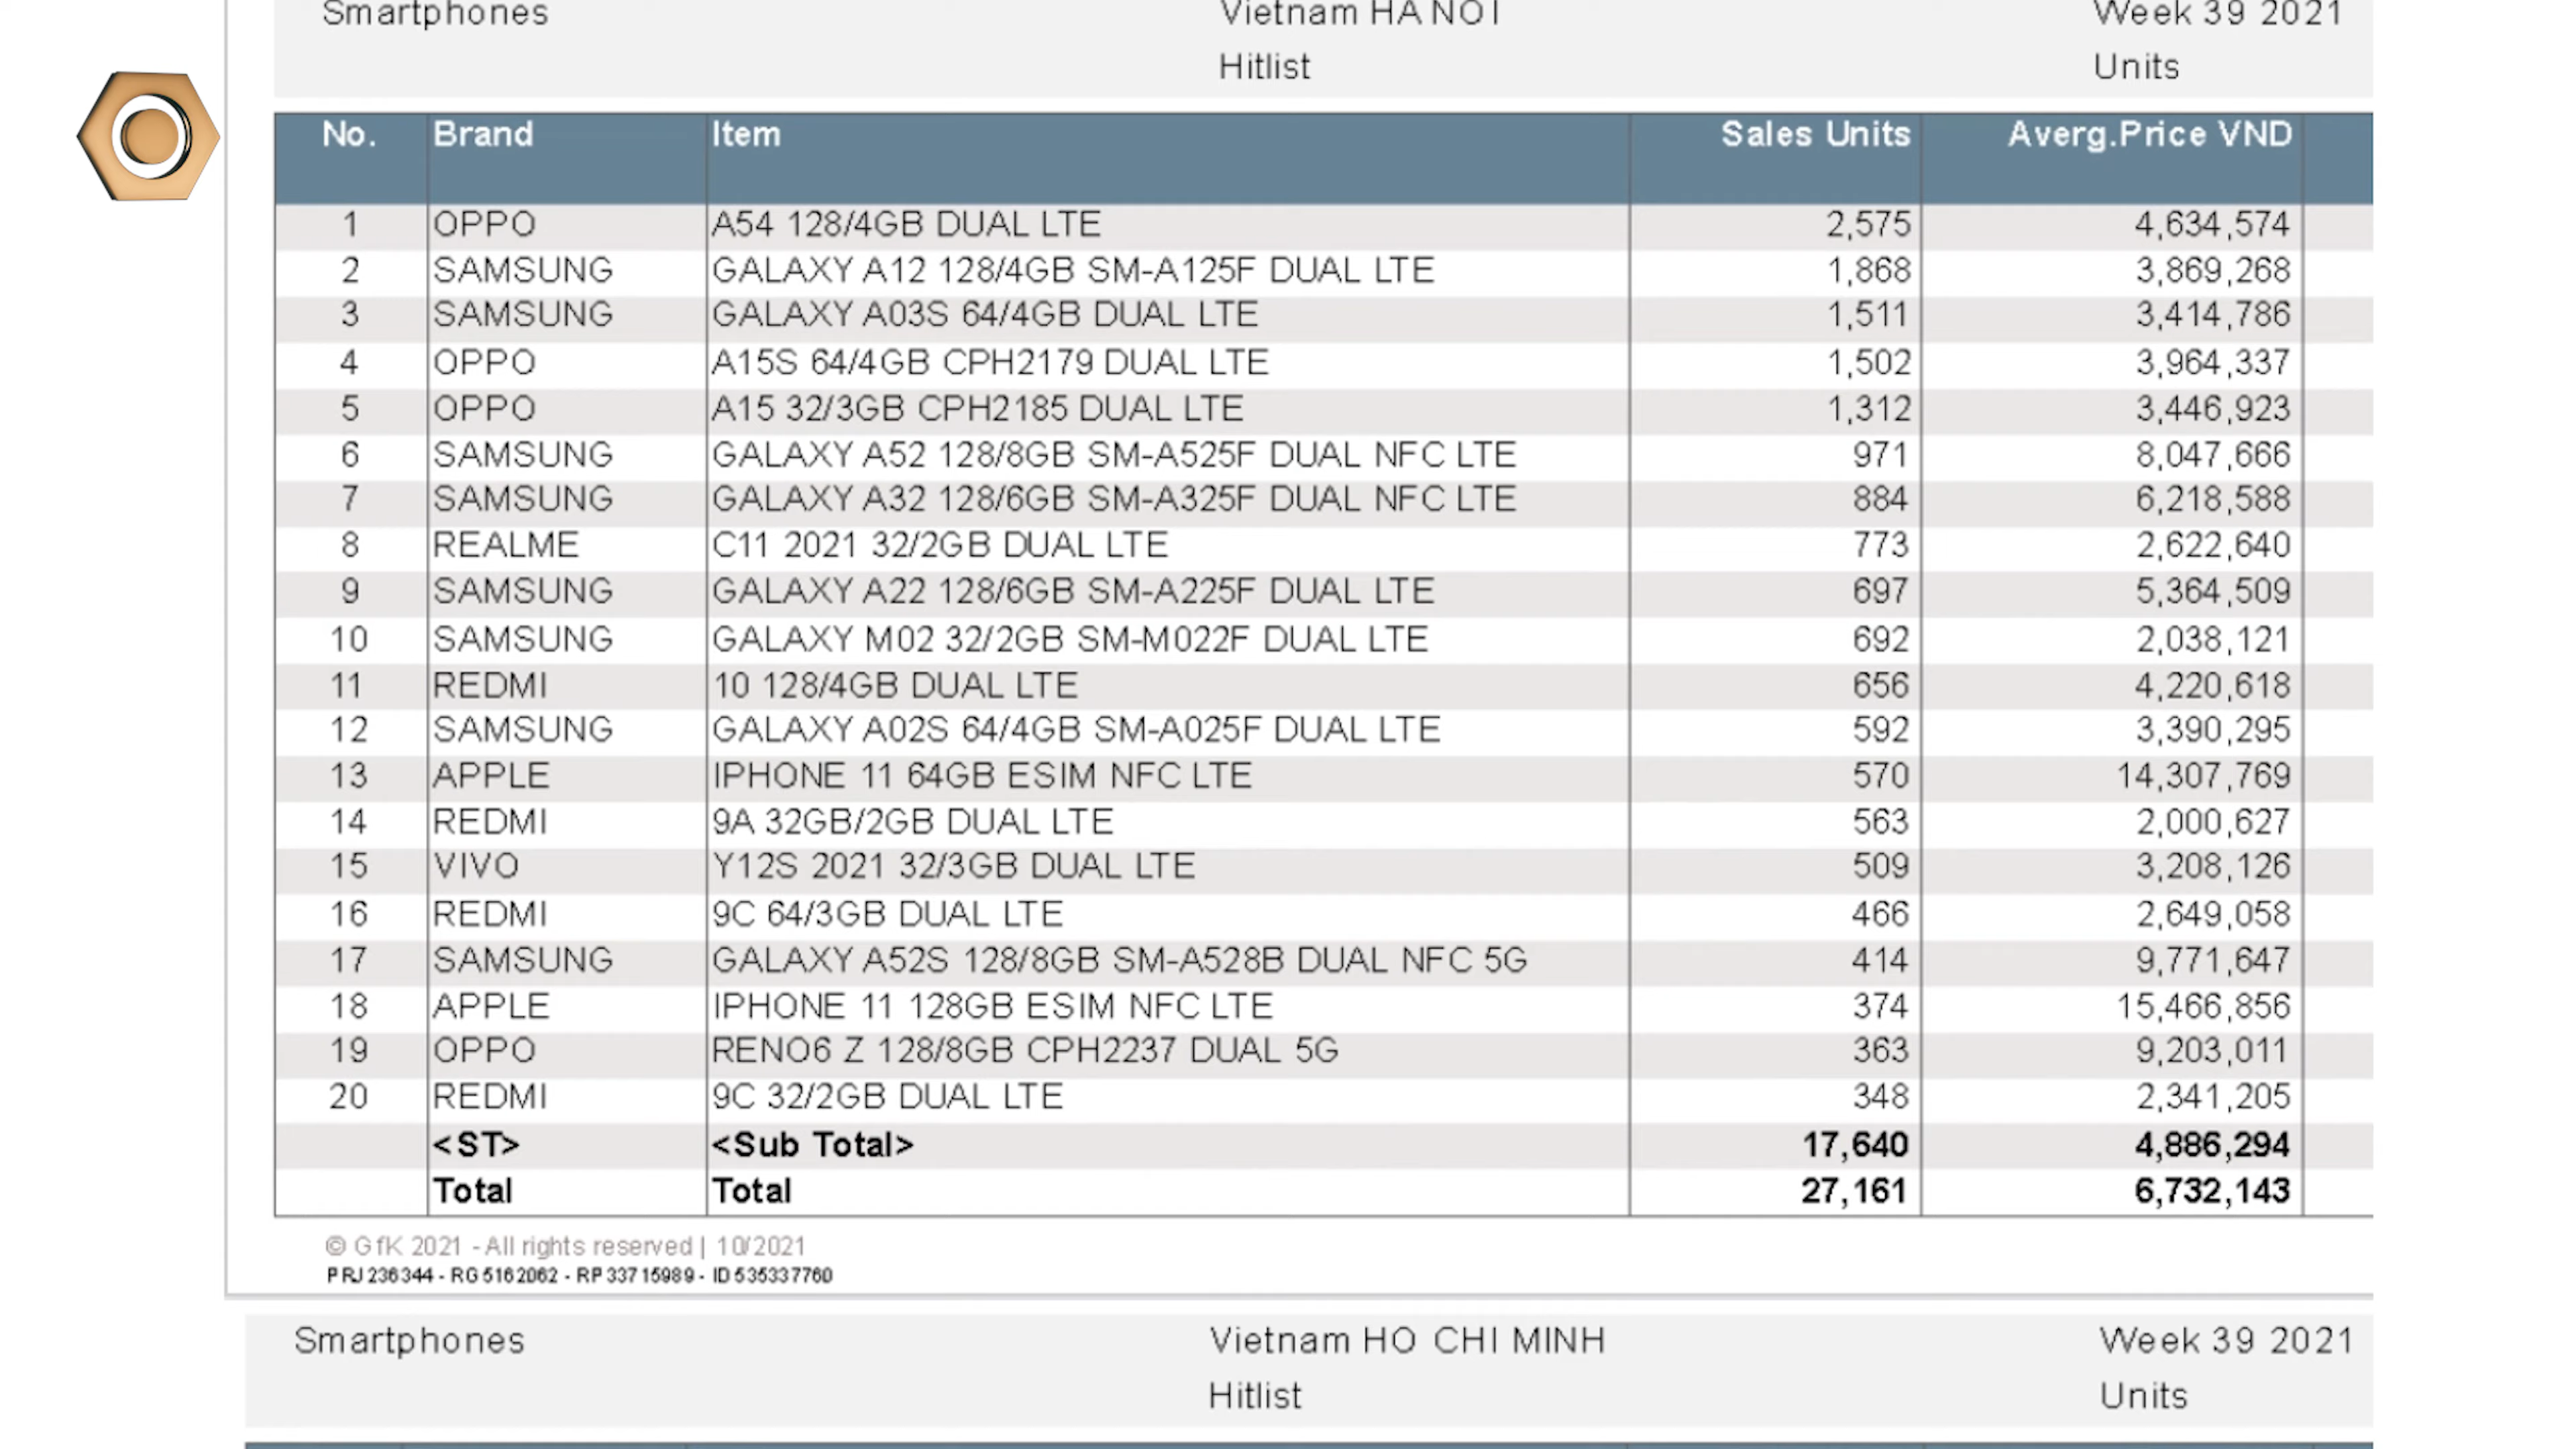 Smartphones Vietnam HA NOI Week 39 2021
Hitlist Units
No. Brand Item Sales Units Averg.Price VND
1 OPPO A54 128/4GB DUAL LTE 2,575 4,634,574
2 SAMSUNG GALAXY A12 128/4GB SM-A125F DUAL LTE 1,868 3,869,268
3 SAMSUNG GALAXY A03S 64/4GB DUAL LTE 1,511 3,414,786
4 OPPO A15S 64/4GB CPH2179 DUAL LTE 1,502 3,964,337
5 OPPO A15 32/3GB CPH2185 DUAL LTE 1,312 3,446,923
6 SAMSUNG GALAXY A52 128/8GB SM-A525F DUAL NFC LTE 971 8,047,666
7 SAMSUNG GALAXY A32 128/6GB SM-A325F DUAL NFC LTE 884 6,218,588
8 REALME C11 2021 32/2GB DUAL LTE 773 2,622,640
9 SAMSUNG GALAXY A22 128/6GB SM-A225F DUAL LTE 697 5,364,509
10 SAMSUNG GALAXY M02 32/2GB SM-M022F DUAL LTE 692 2,038,121
11 REDMI 10 128/4GB DUAL LTE 656 4,220,618
12 SAMSUNG GALAXY A02S 64/4GB SM-A025F DUAL LTE 592 3,390,295
13 APPLE IPHONE 11 64GB ESIM NFC LTE 570 14,307,769
14 REDMI 9A 32GB/2GB DUAL LTE 563 2,000,627
15 VIVO Y12S 2021 32/3GB DUAL LTE 509 3,208,126
16 REDMI 9C 64/3GB DUAL LTE 466 2,649,058
17 SAMSUNG GALAXY A52S 128/8GB SM-A528B DUAL NFC 5G 414 9,771,647
18 APPLE IPHONE 11 128GB ESIM NFC LTE 374 15,466,856
19 OPPO RENO6 Z 128/8GB CPH2237 DUAL 5G 363 9,203,011
20 REDMI 9C 32/2GB DUAL LTE 348 2,341,205
<ST> <Sub Total> 17,640 4,886,294
Total Total 27,161 6,732,143
© GfK 2021 - All rights reserved | 10/2021
PRJ 236344 - RG 5162062 - RP 33715989 - ID 535337760
Smartphones Vietnam HO CHI MINH Week 39 2021
Hitlist Units